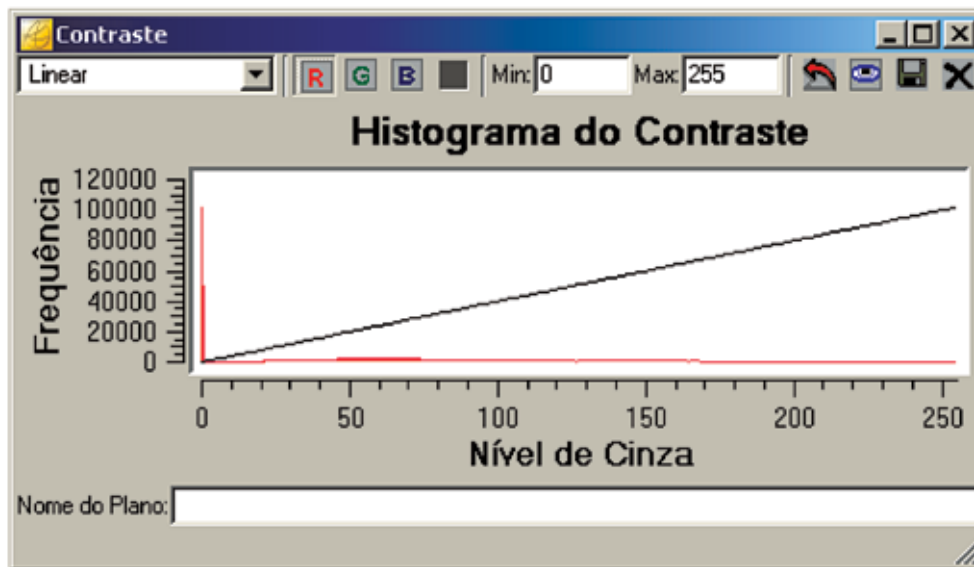 Contraste
Linear R G B Min: 0 Max: 255
Histograma do Contraste
Frequência
120000
100000
80000
60000
40000
20000
0
0 50 100 150 200 250
Nível de Cinza
Nome do Plano: